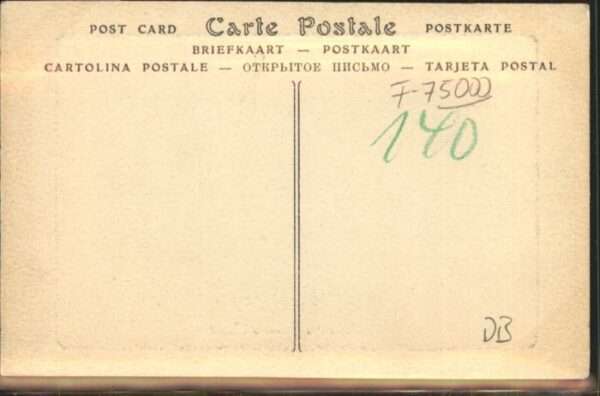 POST CARD Carte Postale POSTKARTE
BRIEFKAART — POSTKAART
CARTOLINA POSTALE — ОТКРЫТОЕ ПИСЬМО — TARJETA POSTAL
F-75000
140
DB